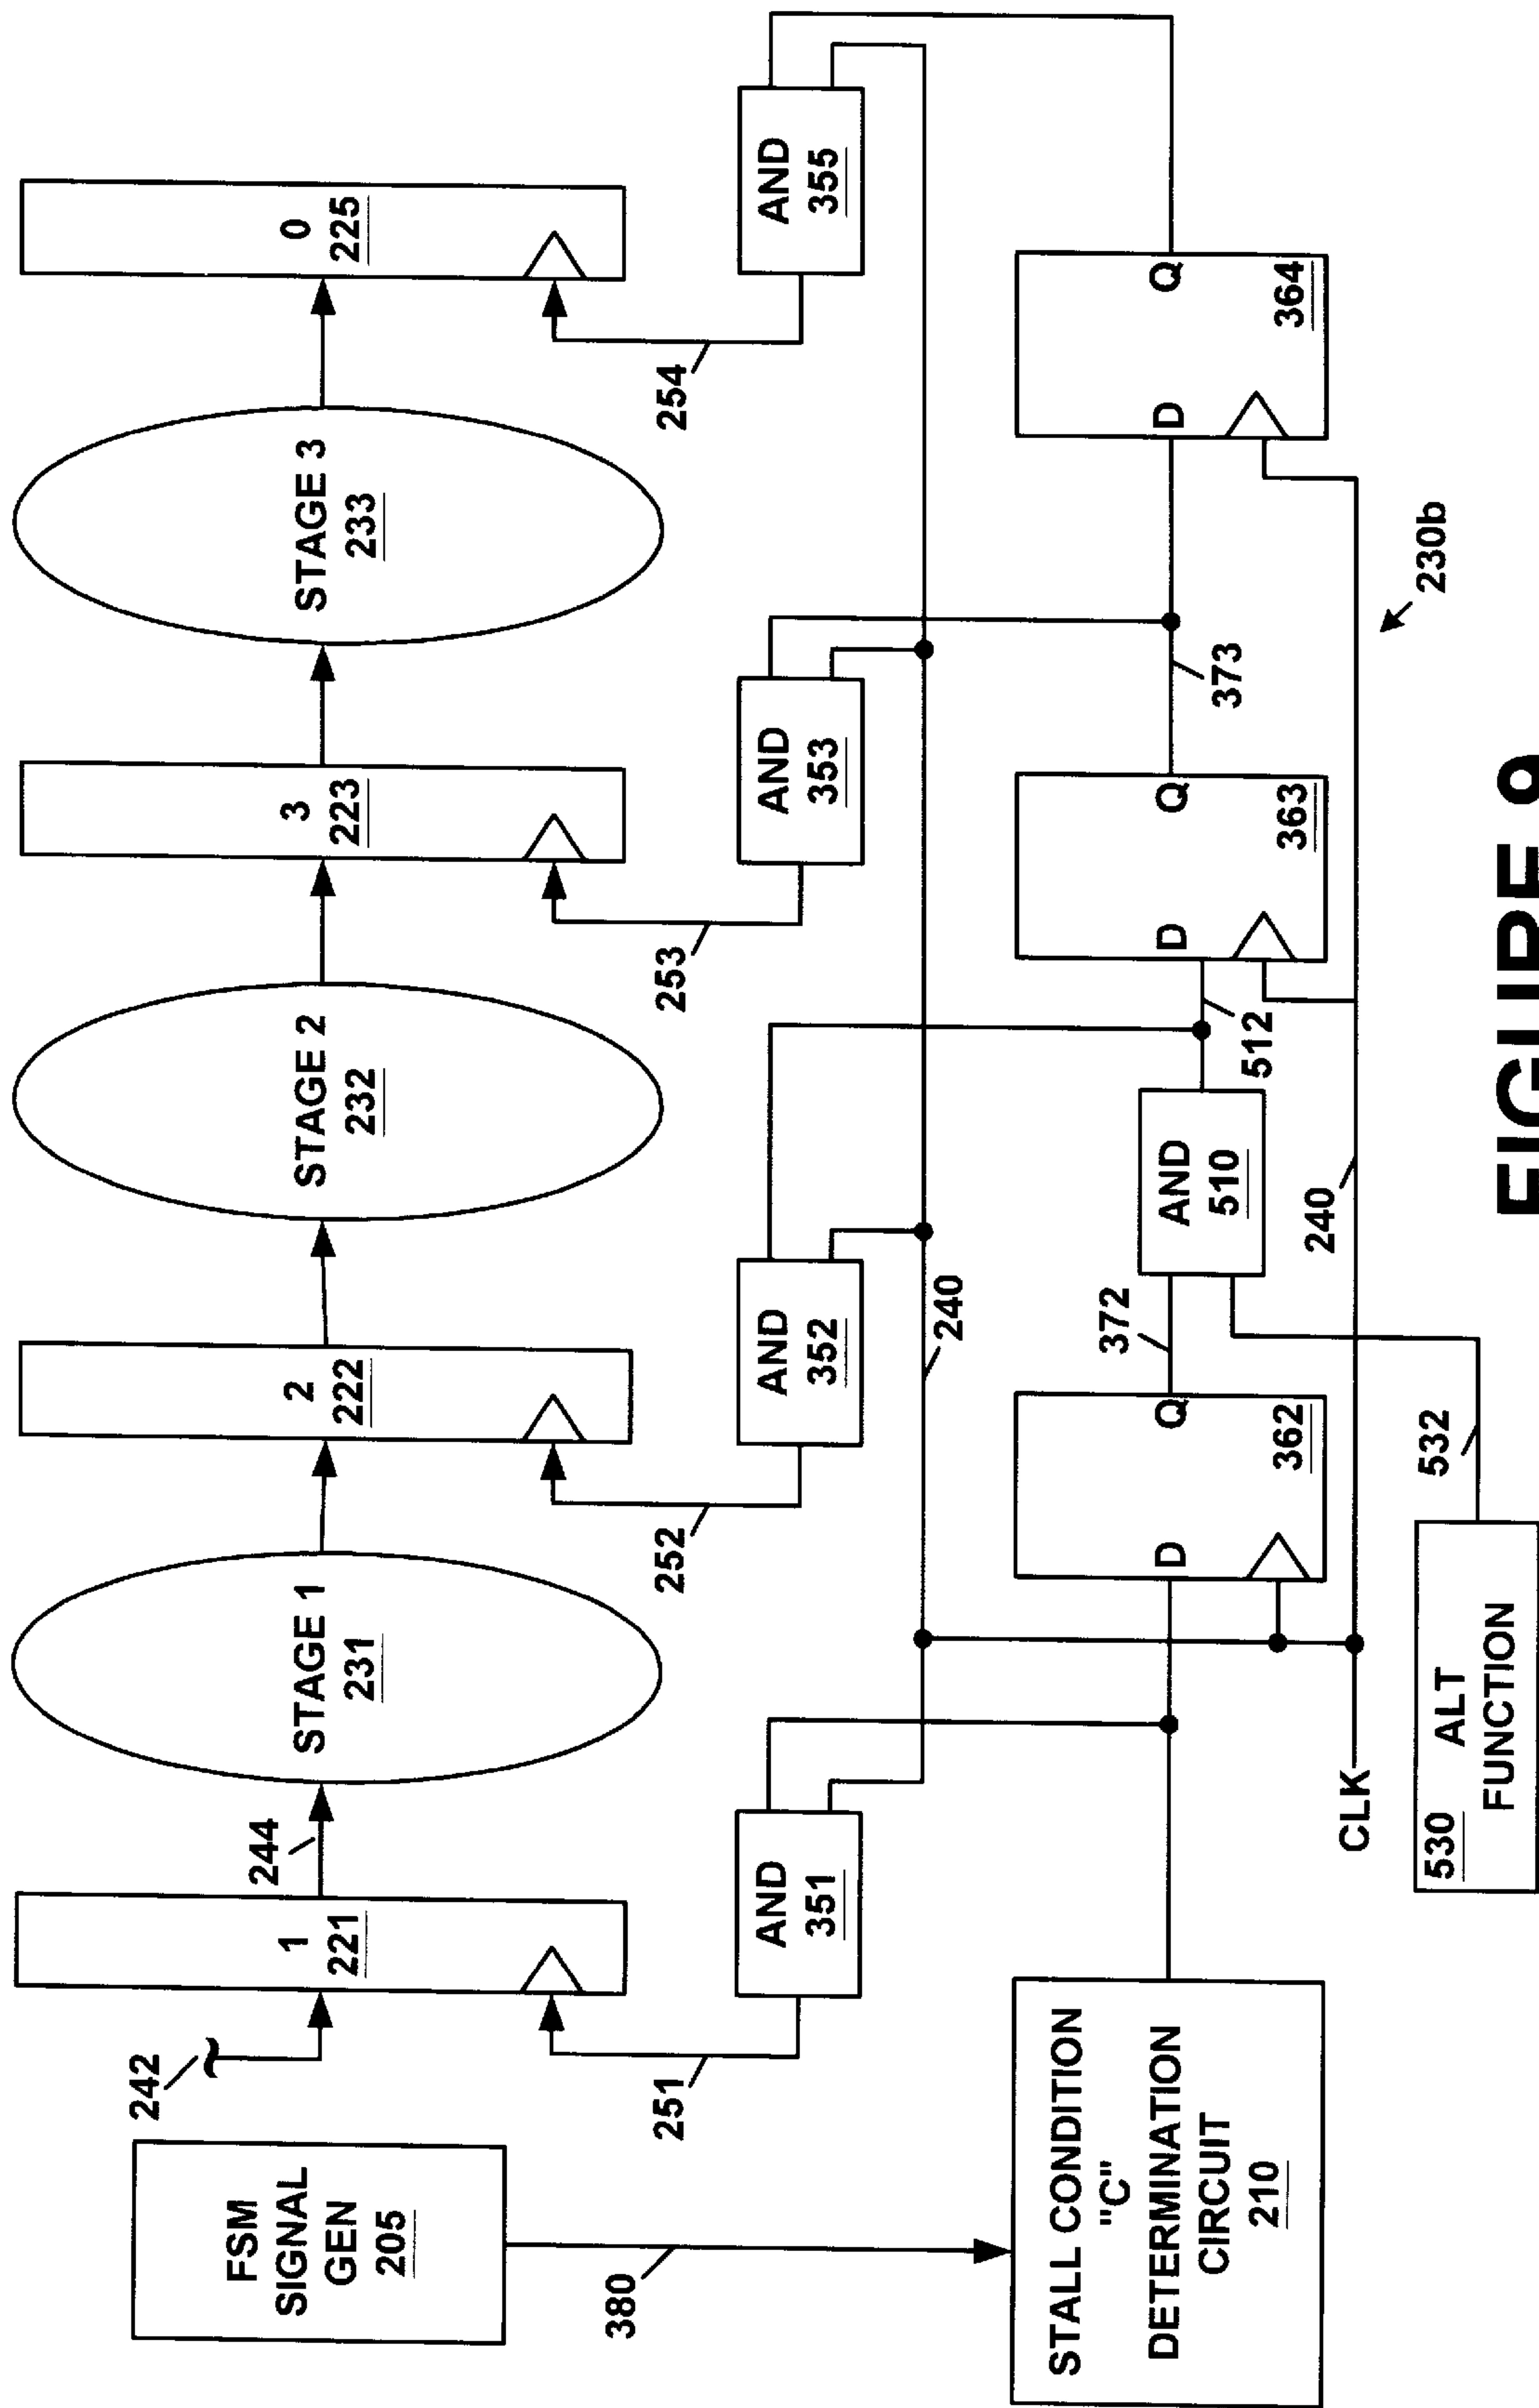 242
244
1
221
STAGE 1
231
2
222
STAGE 2
232
3
223
STAGE 3
233
0
225
FSM
SIGNAL
GEN
205
251
252
253
254
AND
351
AND
352
AND
353
AND
355
380
240
STALL CONDITION
"C"
DETERMINATION
CIRCUIT
210
D
Q
362
372
AND
510
512
D
Q
363
373
D
Q
364
CLK
240
230b
530
ALT
FUNCTION
532
FIGURE